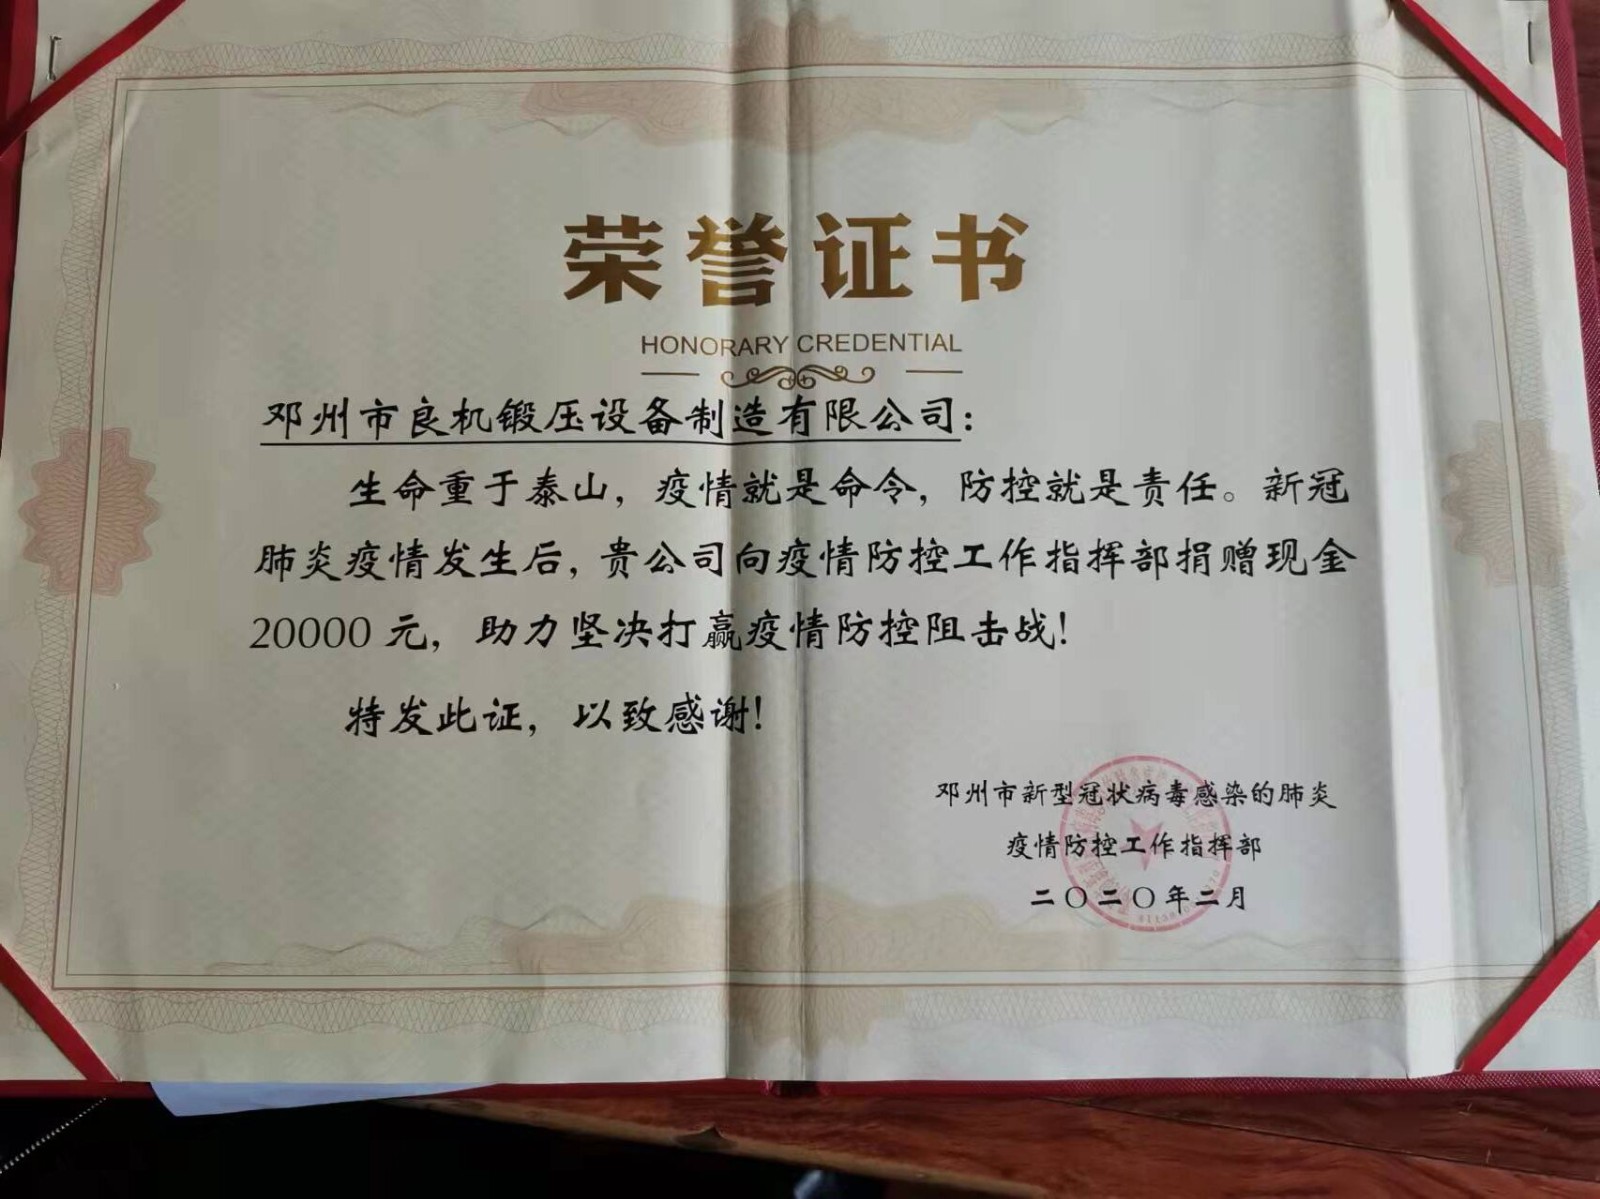 荣誉证书
HONORARY CREDENTIAL
邓州市良机锻压设备制造有限公司：
生命重于泰山，疫情就是命令，防控就是责任。新冠
肺炎疫情发生后，贵公司向疫情防控工作指挥部捐赠现金
20000元，助力坚决打赢疫情防控阻击战！
特发此证，以致感谢！
邓州市新型冠状病毒感染的肺炎
疫情防控工作指挥部
二〇二〇年二月